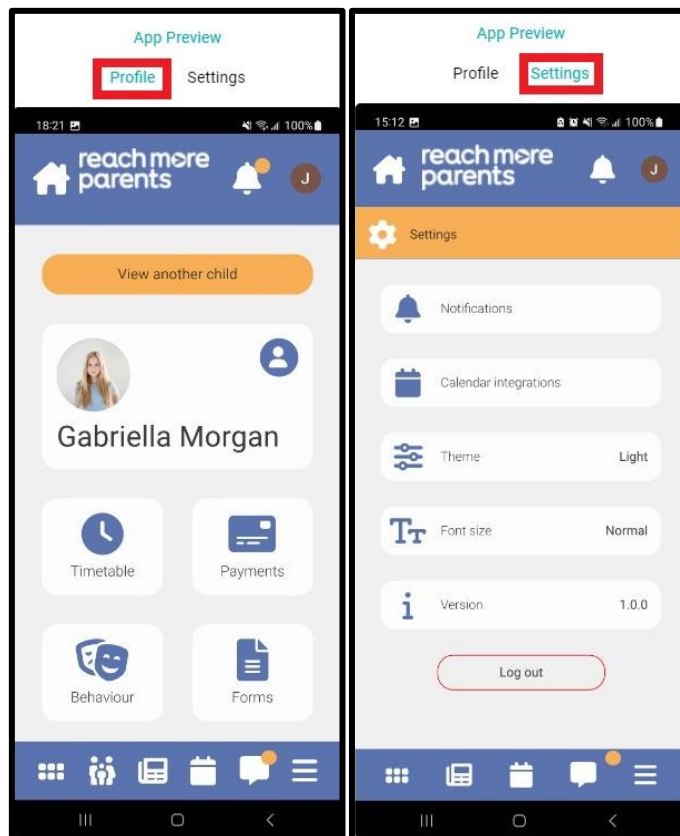 App Preview
Profile Settings
18:21 100%
reach more
parents
J
View another child
Gabriella Morgan
Timetable Payments
Behaviour Forms
App Preview
Profile Settings
15:12 100%
reach more
parents
J
Settings
Notifications
Calendar integrations
Theme Light
Font size Normal
Version 1.0.0
Log out